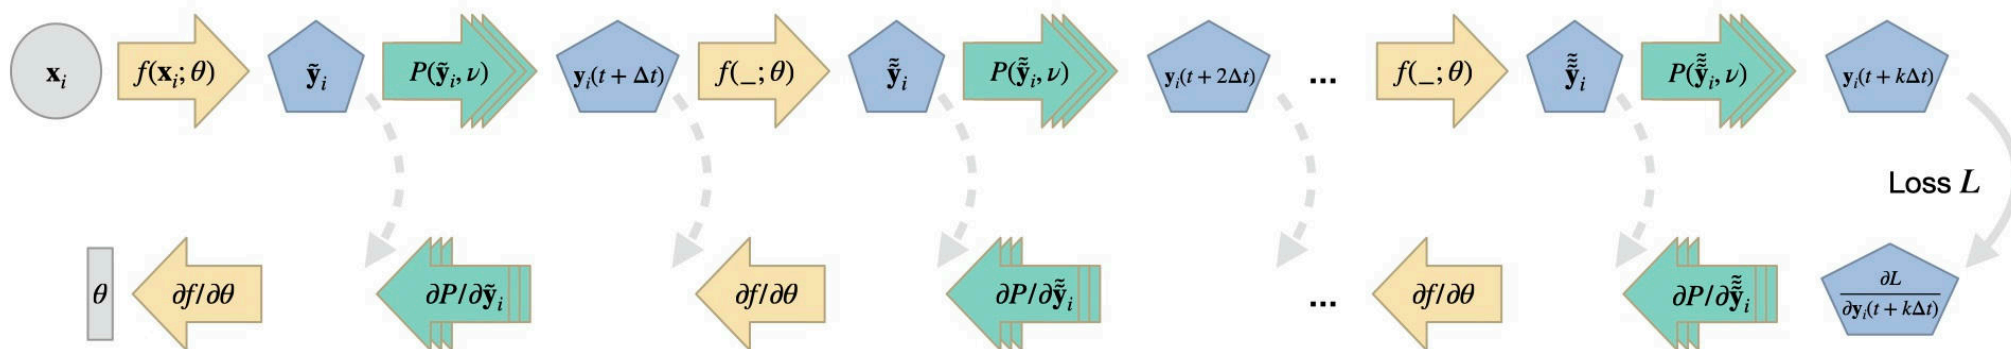 𝐱ᵢ f(𝐱ᵢ; θ) 𝐲̃ᵢ P(𝐲̃ᵢ, ν) 𝐲ᵢ(t + Δt) f(_; θ) 𝐲̃̃ᵢ P(𝐲̃̃ᵢ, ν) 𝐲ᵢ(t + 2Δt) ... f(_; θ) 𝐲̃̃̃ᵢ P(𝐲̃̃̃ᵢ, ν) 𝐲ᵢ(t + kΔt)
Loss L
θ ∂f/∂θ ∂P/∂𝐲̃ᵢ ∂f/∂θ ∂P/∂𝐲̃̃ᵢ ... ∂f/∂θ ∂P/∂𝐲̃̃̃ᵢ ∂L
∂𝐲ᵢ(t + kΔt)